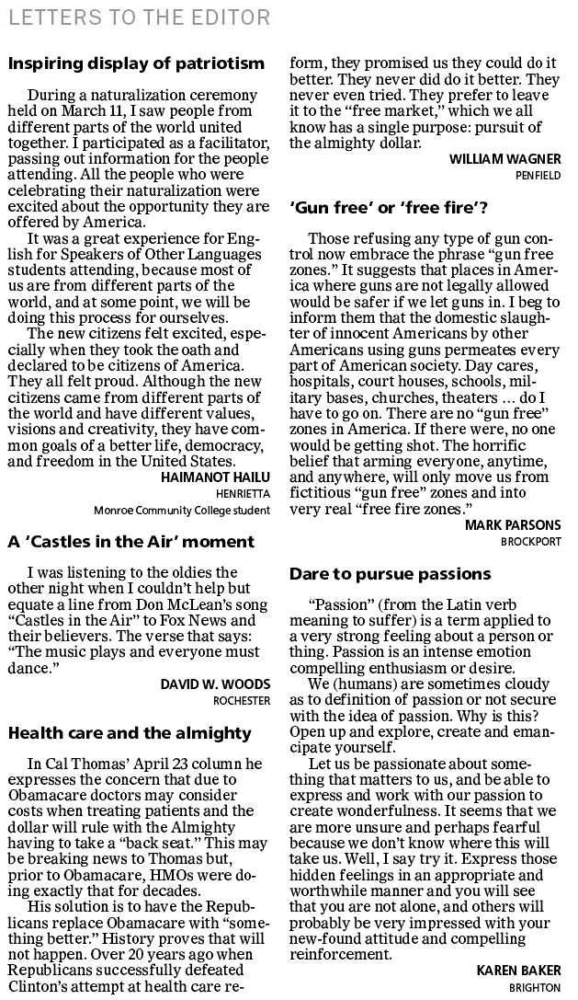 LETTERS TO THE EDITOR
Inspiring display of patriotism
During a naturalization ceremony
held on March 11, I saw people from
different parts of the world united
together. I participated as a facilitator,
passing out information for the people
attending. All the people who were
celebrating their naturalization were
excited about the opportunity they are
offered by America.
It was a great experience for Eng-
lish for Speakers of Other Languages
students attending, because most of
us are from different parts of the
world, and at some point, we will be
doing this process for ourselves.
The new citizens felt excited, espe-
cially when they took the oath and
declared to be citizens of America.
They all felt proud. Although the new
citizens came from different parts of
the world and have different values,
visions and creativity, they have com-
mon goals of a better life, democracy,
and freedom in the United States.
HAIMANOT HAILU
HENRIETTA
Monroe Community College student
A ‘Castles in the Air’ moment
I was listening to the oldies the
other night when I couldn’t help but
equate a line from Don McLean’s song
“Castles in the Air” to Fox News and
their believers. The verse that says:
“The music plays and everyone must
dance.”
DAVID W. WOODS
ROCHESTER
Health care and the almighty
In Cal Thomas’ April 23 column he
expresses the concern that due to
Obamacare doctors may consider
costs when treating patients and the
dollar will rule with the Almighty
having to take a “back seat.” This may
be breaking news to Thomas but,
prior to Obamacare, HMOs were do-
ing exactly that for decades.
His solution is to have the Repub-
licans replace Obamacare with “some-
thing better.” History proves that will
not happen. Over 20 years ago when
Republicans successfully defeated
Clinton’s attempt at health care re-
form, they promised us they could do it
better. They never did do it better. They
never even tried. They prefer to leave
it to the “free market,” which we all
know has a single purpose: pursuit of
the almighty dollar.
WILLIAM WAGNER
PENFIELD
‘Gun free’ or ‘free fire’?
Those refusing any type of gun con-
trol now embrace the phrase “gun free
zones.” It suggests that places in Amer-
ica where guns are not legally allowed
would be safer if we let guns in. I beg to
inform them that the domestic slaugh-
ter of innocent Americans by other
Americans using guns permeates every
part of American society. Day cares,
hospitals, court houses, schools, mil-
itary bases, churches, theaters … do I
have to go on. There are no “gun free”
zones in America. If there were, no one
would be getting shot. The horrific
belief that arming everyone, anytime,
and anywhere, will only move us from
fictitious “gun free” zones and into
very real “free fire zones.”
MARK PARSONS
BROCKPORT
Dare to pursue passions
“Passion” (from the Latin verb
meaning to suffer) is a term applied to
a very strong feeling about a person or
thing. Passion is an intense emotion
compelling enthusiasm or desire.
We (humans) are sometimes cloudy
as to definition of passion or not secure
with the idea of passion. Why is this?
Open up and explore, create and eman-
cipate yourself.
Let us be passionate about some-
thing that matters to us, and be able to
express and work with our passion to
create wonderfulness. It seems that we
are more unsure and perhaps fearful
because we don’t know where this will
take us. Well, I say try it. Express those
hidden feelings in an appropriate and
worthwhile manner and you will see
that you are not alone, and others will
probably be very impressed with your
new-found attitude and compelling
reinforcement.
KAREN BAKER
BRIGHTON